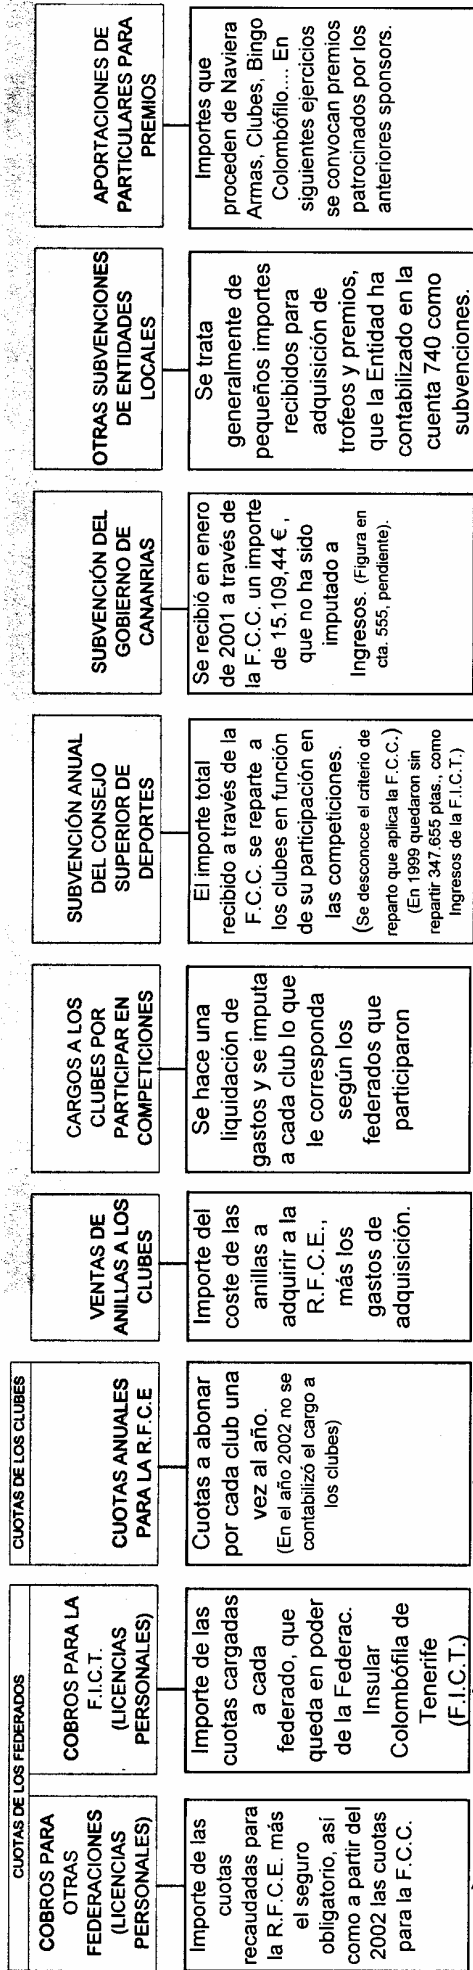 CUOTAS DE LOS FEDERADOS
COBROS PARA
OTRAS
FEDERACIONES
(LICENCIAS
PERSONALES)
Importe de las
cuotas
recaudadas para
la R.F.C.E. más
el seguro
obligatorio, así
como a partir del
2002 las cuotas
para la F.C.C.
COBROS PARA LA
F.I.C.T.
(LICENCIAS
PERSONALES)
Importe de las
cuotas cargadas
a cada
federado, que
queda en poder
de la Federac.
Insular
Colombófila de
Tenerife
(F.I.C.T.)
CUOTAS DE LOS CLUBES
CUOTAS ANUALES
PARA LA R.F.C.E
Cuotas a abonar
por cada club una
vez al año.
(En el año 2002 no se
contabilizó el cargo a
los clubes)
VENTAS DE
ANILLAS A LOS
CLUBES
Importe del
coste de las
anillas a
adquirir a la
R.F.C.E.,
más los
gastos de
adquisición.
CARGOS A LOS
CLUBES POR
PARTICIPAR EN
COMPETICIONES
Se hace una
liquidación de
gastos y se imputa
a cada club lo que
le corresponda
según los
federados que
participaron
SUBVENCIÓN ANUAL
DEL CONSEJO
SUPERIOR DE
DEPORTES
El importe total
recibido a través de la
F.C.C. se reparte a
los clubes en función
de su participación en
las competiciones.
(Se desconoce el criterio de
reparto que aplica la F.C.C.)
(En 1999 quedaron sin
repartir 347.655 ptas., como
Ingresos de la F.I.C.T.)
SUBVENCIÓN DEL
GOBIERNO DE
CANANRIAS
Se recibió en enero
de 2001 a través de
la F.C.C. un importe
de 15.109,44 € ,
que no ha sido
imputado a
Ingresos. (Figura en
cta. 555, pendiente).
OTRAS SUBVENCIONES
DE ENTIDADES
LOCALES
Se trata
generalmente de
pequeños importes
recibidos para
adquisición de
trofeos y premios,
que la Entidad ha
contabilizado en la
cuenta 740 como
subvenciones.
APORTACIONES DE
PARTICULARES PARA
PREMIOS
Importes que
proceden de Naviera
Armas, Clubes, Bingo
Colombófilo.... En
siguientes ejercicios
se convocan premios
patrocinados por los
anteriores sponsors.